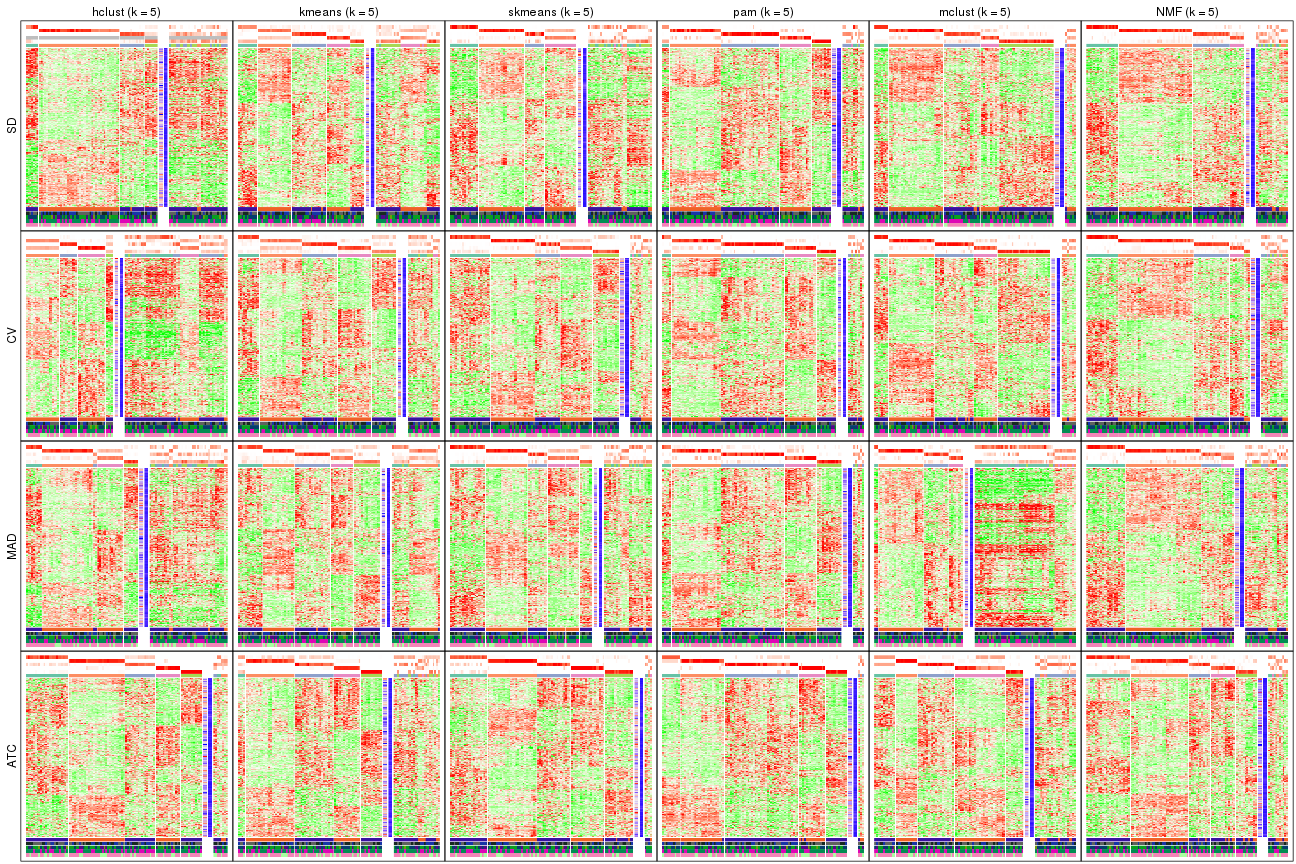 hclust (k = 5) kmeans (k = 5) skmeans (k = 5) pam (k = 5) mclust (k = 5) NMF (k = 5)
SD
CV
MAD
ATC